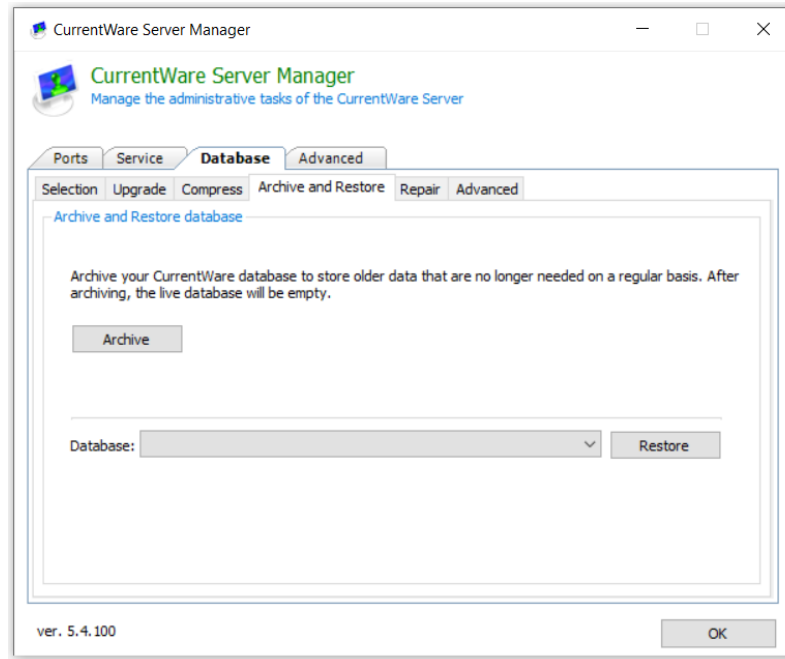 CurrentWare Server Manager
CurrentWare Server Manager
Manage the administrative tasks of the CurrentWare Server
Ports Service Database Advanced
Selection Upgrade Compress Archive and Restore Repair Advanced
Archive and Restore database
Archive your CurrentWare database to store older data that are no longer needed on a regular basis. After
archiving, the live database will be empty.
Archive
Database: Restore
ver. 5.4.100 OK